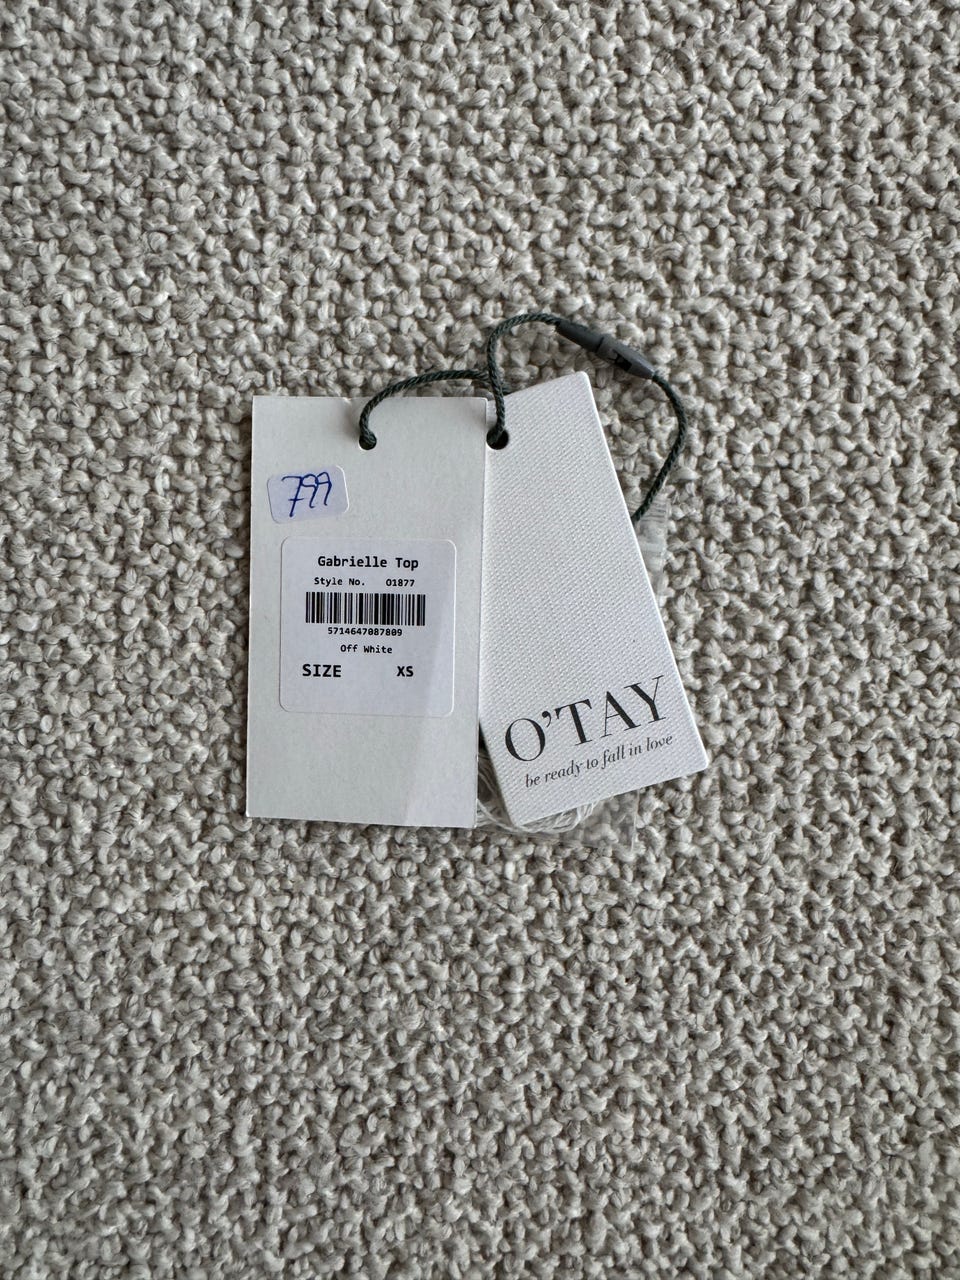 799
Gabrielle Top
Style No. 01877
5714647087809
Off White
SIZE XS
O'TAY
be ready to fall in love